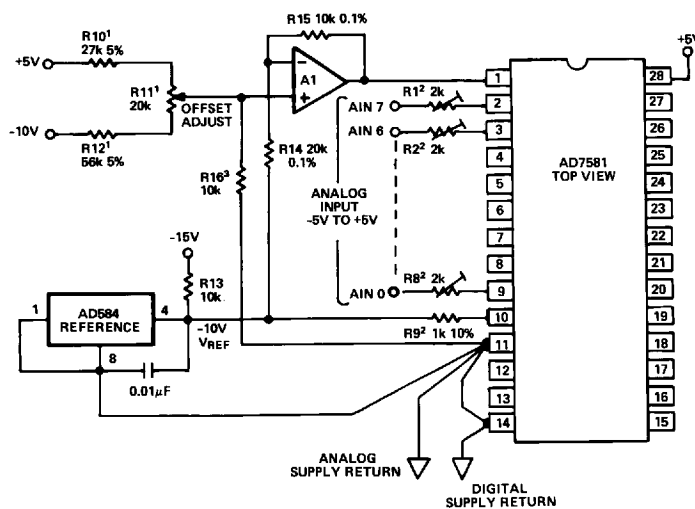 R15 10k 0.1%
R10¹
27k 5%
+5V
+5V
−
A1
+
R11¹
20k
OFFSET
ADJUST
-10V
R12¹
56k 5%
R14 20k
0.1%
R16³
10k
AIN 7
R1² 2k
AIN 6
R2² 2k
ANALOG
INPUT
-5V TO +5V
AIN 0
R8² 2k
R9² 1k 10%
-15V
R13
10k
1
AD584
REFERENCE
4
8
-10V
VREF
0.01μF
ANALOG
SUPPLY RETURN
DIGITAL
SUPPLY RETURN
AD7581
TOP VIEW
1
2
3
4
5
6
7
8
9
10
11
12
13
14
28
27
26
25
24
23
22
21
20
19
18
17
16
15